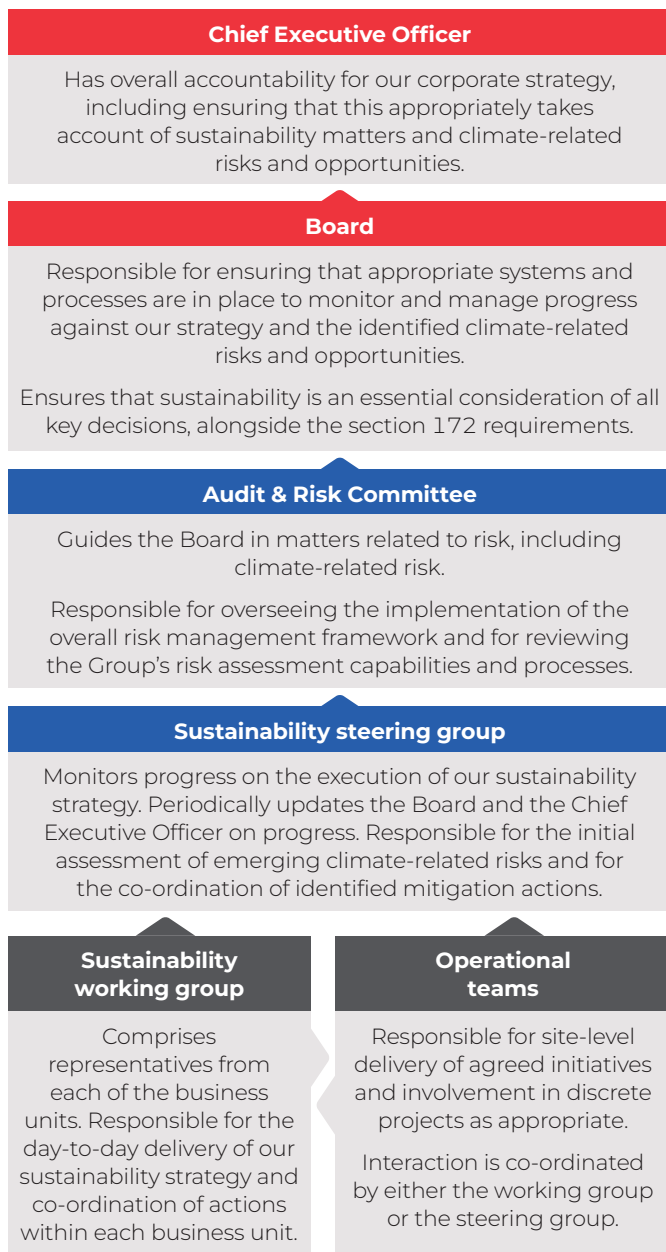 Chief Executive Officer
Has overall accountability for our corporate strategy,
including ensuring that this appropriately takes
account of sustainability matters and climate-related
risks and opportunities.
Board
Responsible for ensuring that appropriate systems and
processes are in place to monitor and manage progress
against our strategy and the identified climate-related
risks and opportunities.
Ensures that sustainability is an essential consideration of all
key decisions, alongside the section 172 requirements.
Audit & Risk Committee
Guides the Board in matters related to risk, including
climate-related risk.
Responsible for overseeing the implementation of the
overall risk management framework and for reviewing
the Group’s risk assessment capabilities and processes.
Sustainability steering group
Monitors progress on the execution of our sustainability
strategy. Periodically updates the Board and the Chief
Executive Officer on progress. Responsible for the initial
assessment of emerging climate-related risks and for
the co-ordination of identified mitigation actions.
Sustainability
working group
Comprises
representatives from
each of the business
units. Responsible for the
day-to-day delivery of our
sustainability strategy and
co-ordination of actions
within each business unit.
Operational
teams
Responsible for site-level
delivery of agreed initiatives
and involvement in discrete
projects as appropriate.
Interaction is co-ordinated
by either the working group
or the steering group.